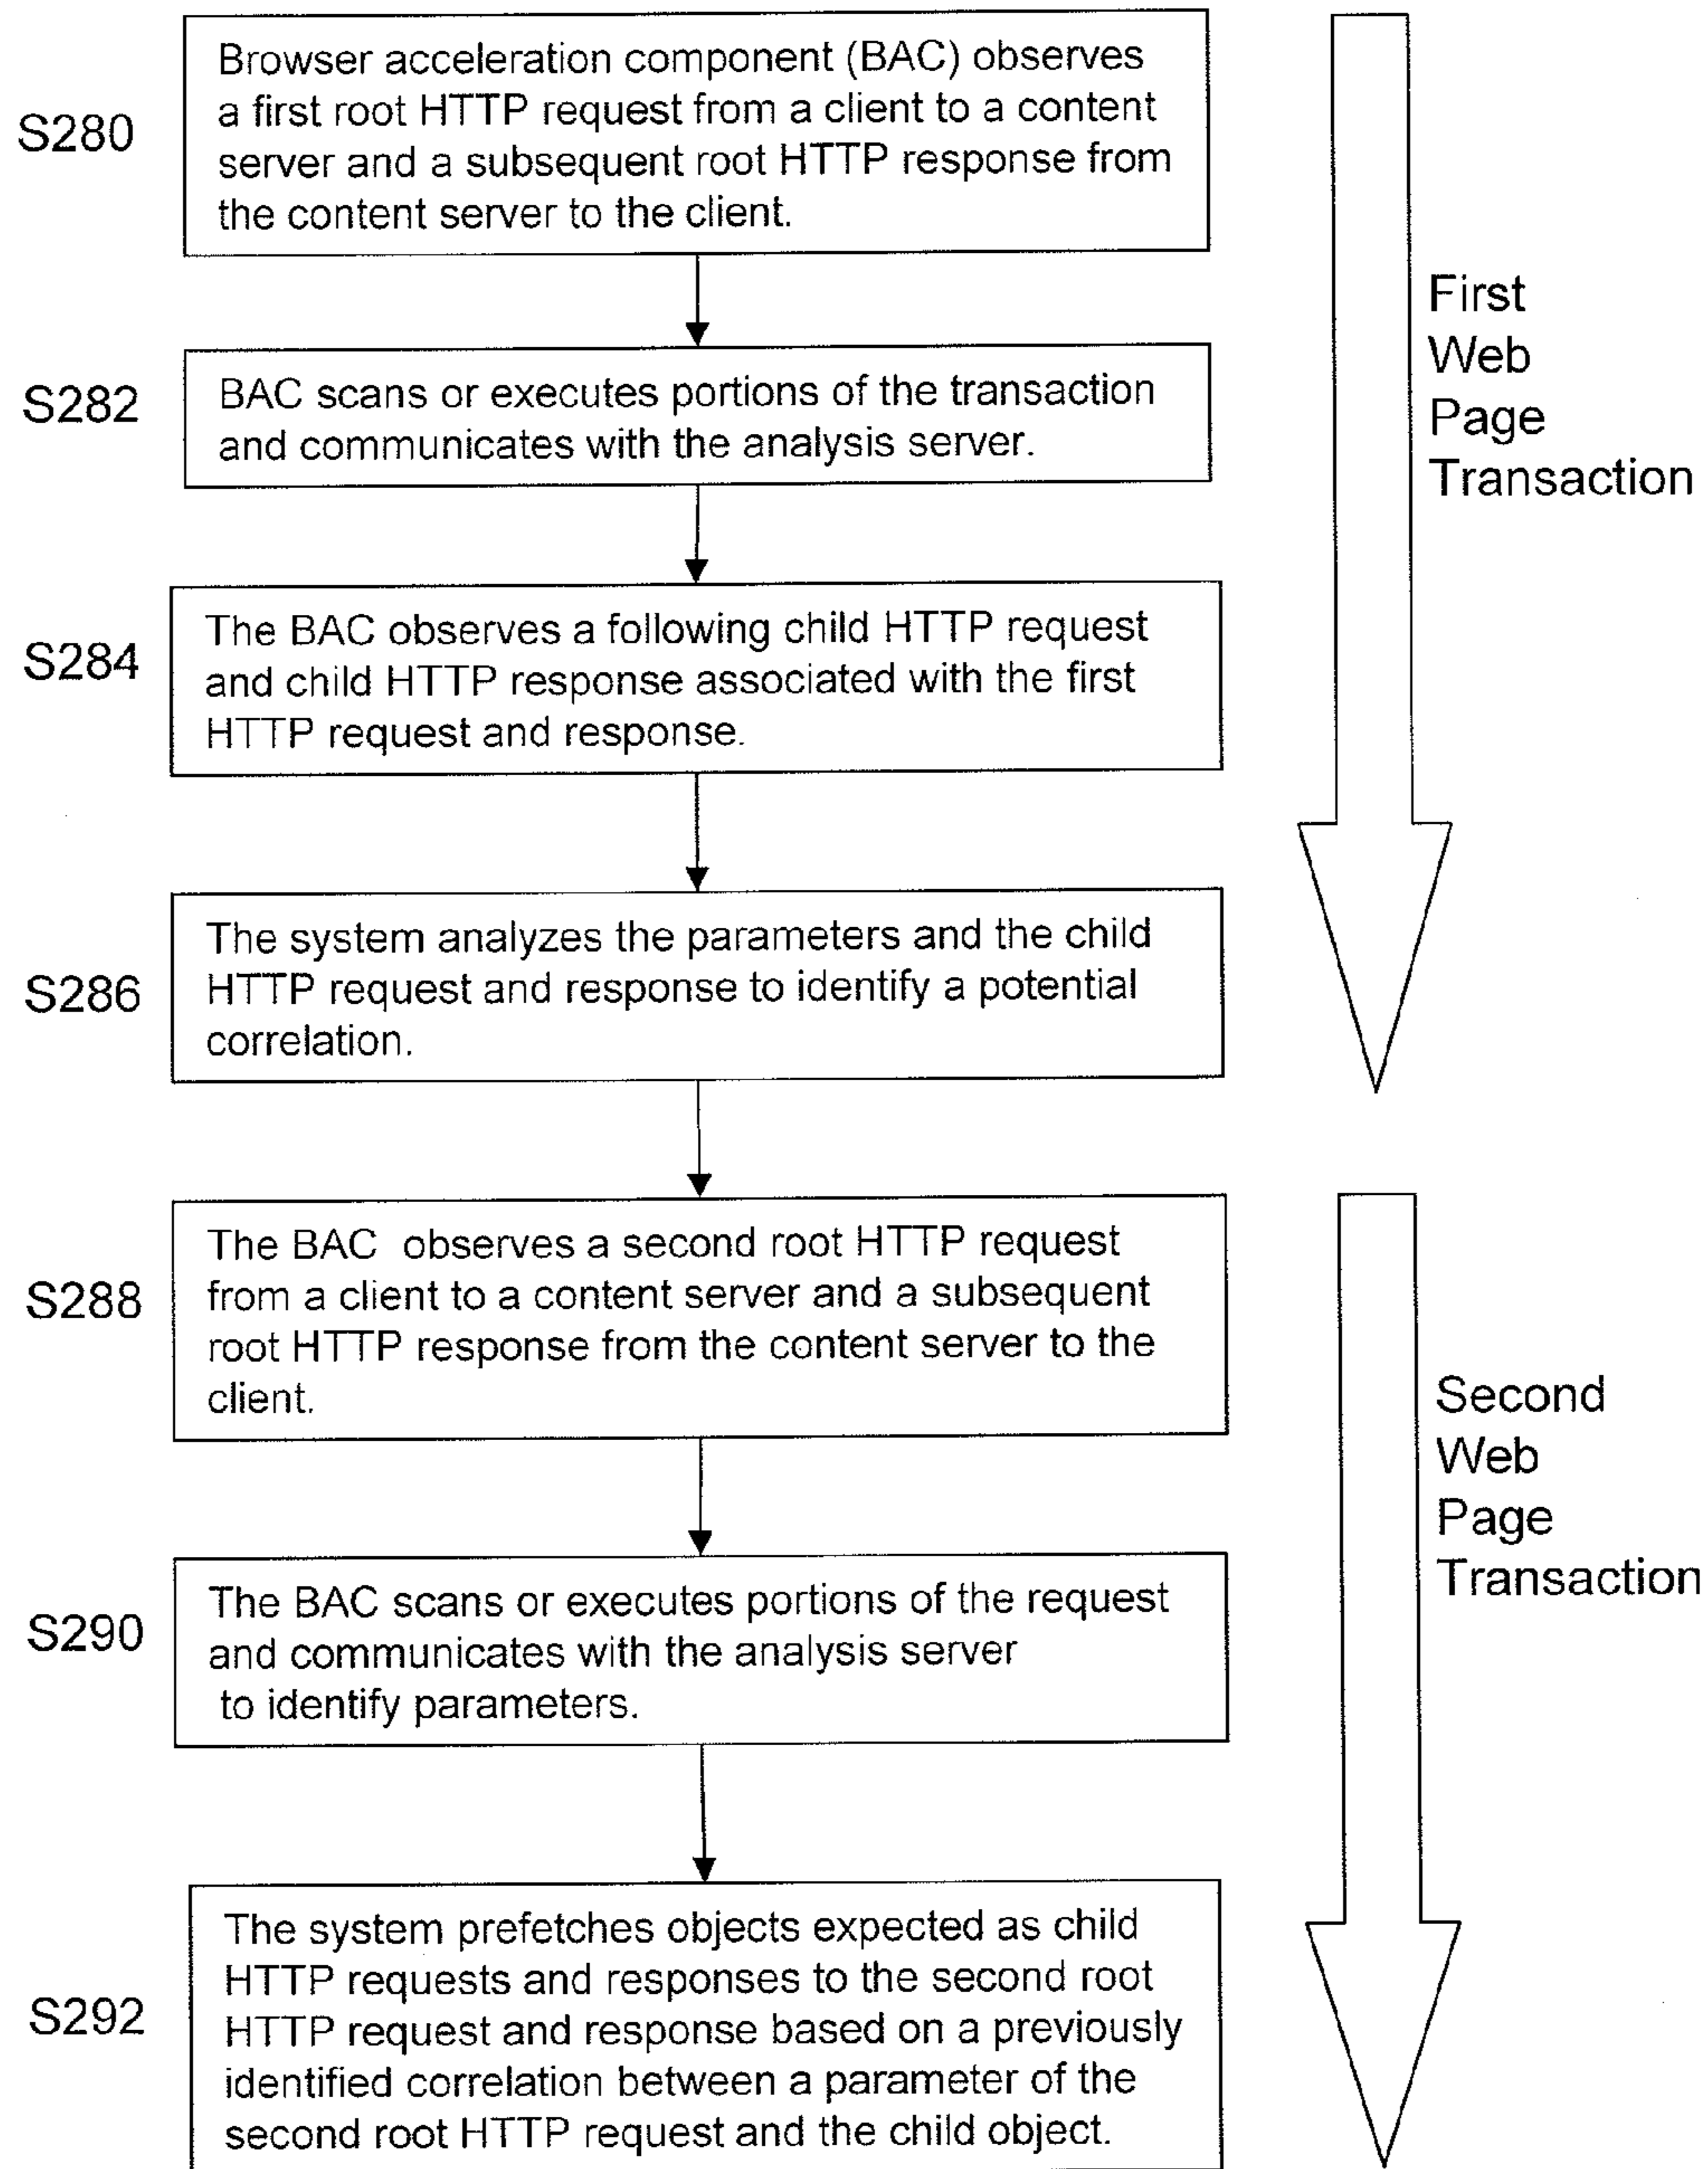 S280
Browser acceleration component (BAC) observes
a first root HTTP request from a client to a content
server and a subsequent root HTTP response from
the content server to the client.
First
Web
Page
Transaction
S282
BAC scans or executes portions of the transaction
and communicates with the analysis server.
S284
The BAC observes a following child HTTP request
and child HTTP response associated with the first
HTTP request and response.
S286
The system analyzes the parameters and the child
HTTP request and response to identify a potential
correlation.
S288
The BAC observes a second root HTTP request
from a client to a content server and a subsequent
root HTTP response from the content server to the
client.
Second
Web
Page
Transaction
S290
The BAC scans or executes portions of the request
and communicates with the analysis server
to identify parameters.
S292
The system prefetches objects expected as child
HTTP requests and responses to the second root
HTTP request and response based on a previously
identified correlation between a parameter of the
second root HTTP request and the child object.